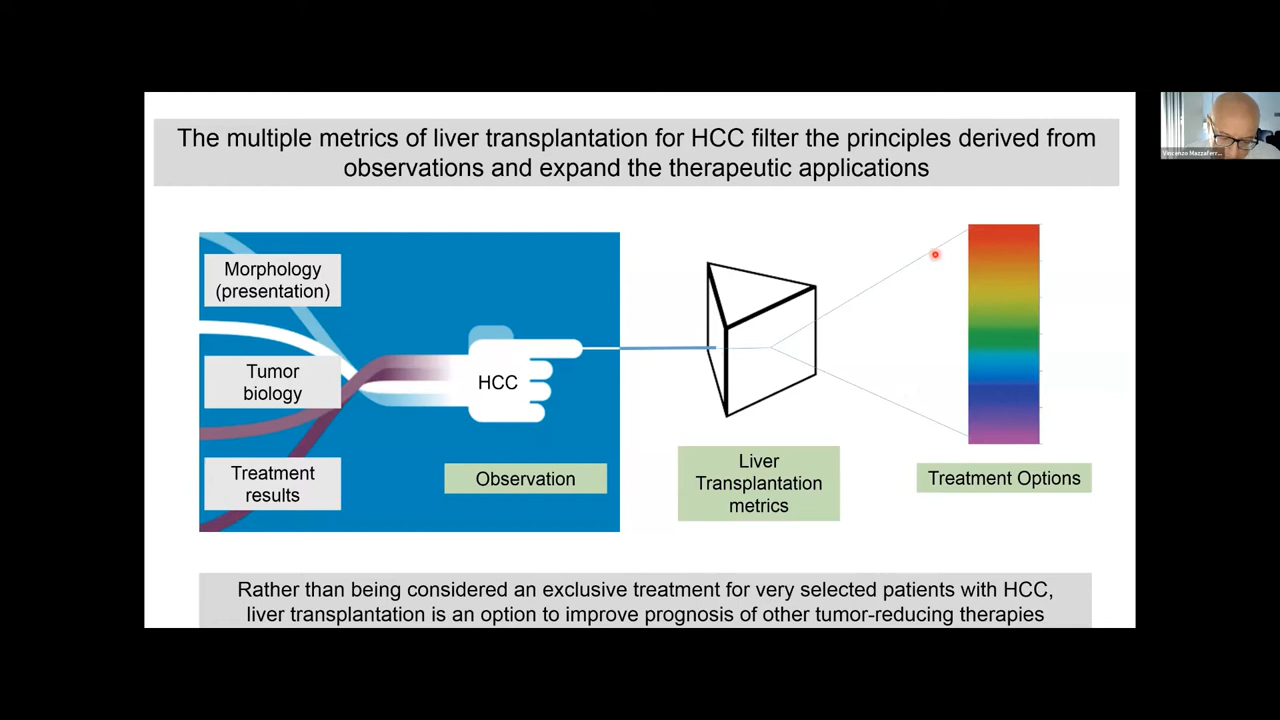 The multiple metrics of liver transplantation for HCC filter the principles derived from
observations and expand the therapeutic applications
Vincenzo Mazzaferr...
Morphology
(presentation)
Tumor
biology
Treatment
results
HCC
Observation
Liver
Transplantation
metrics
Treatment Options
Rather than being considered an exclusive treatment for very selected patients with HCC,
liver transplantation is an option to improve prognosis of other tumor-reducing therapies